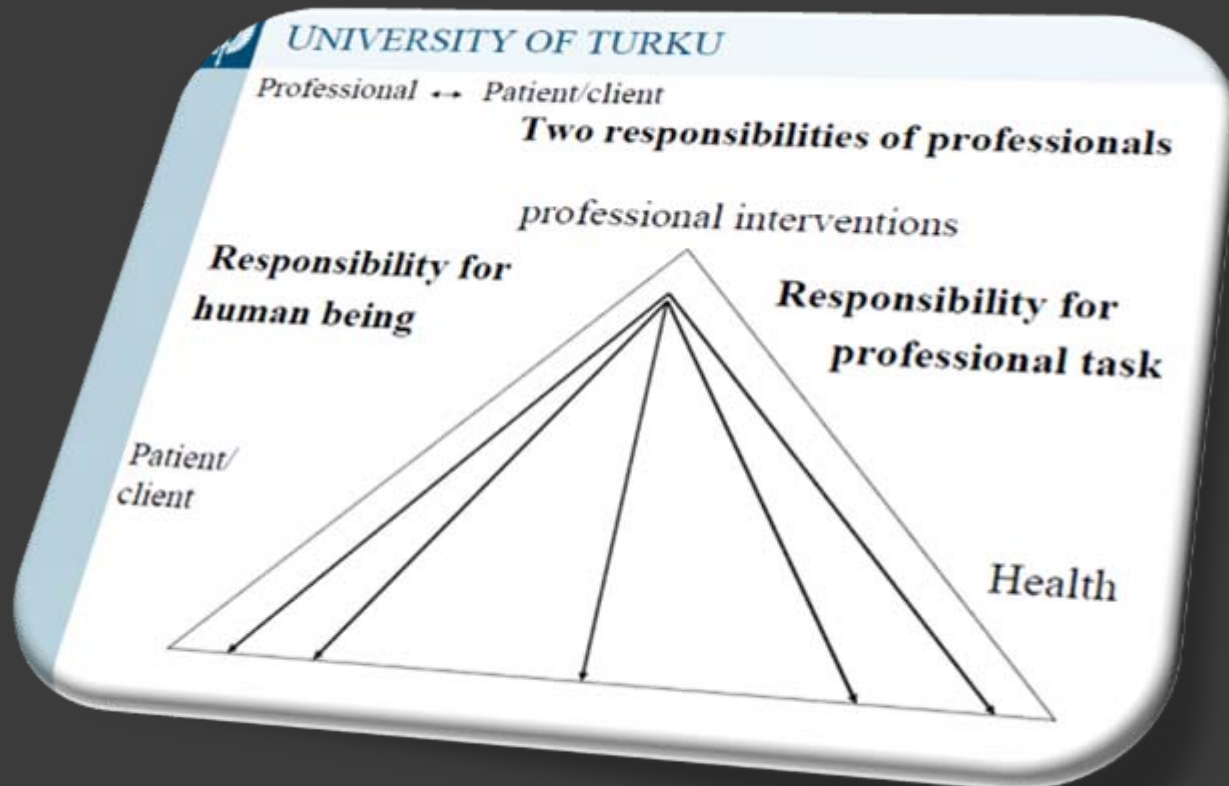 UNIVERSITY OF TURKU
Professional ↔ Patient/client
Two responsibilities of professionals
professional interventions
Responsibility for
human being
Responsibility for
professional task
Patient/
client
Health